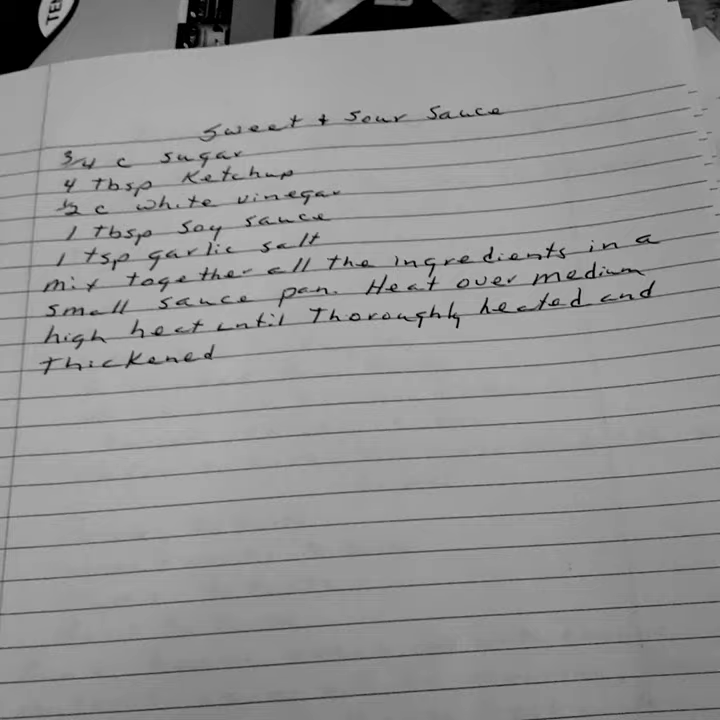 TE
Sweet + Sour Sauce
3/4 c sugar
4 tbsp Ketchup
1/2 c white vinegar
1 tbsp soy sauce
1 tsp garlic salt
mix together all the ingredients in a
small sauce pan. Heat over medium
high heat until Thoroughly heated and
Thickened